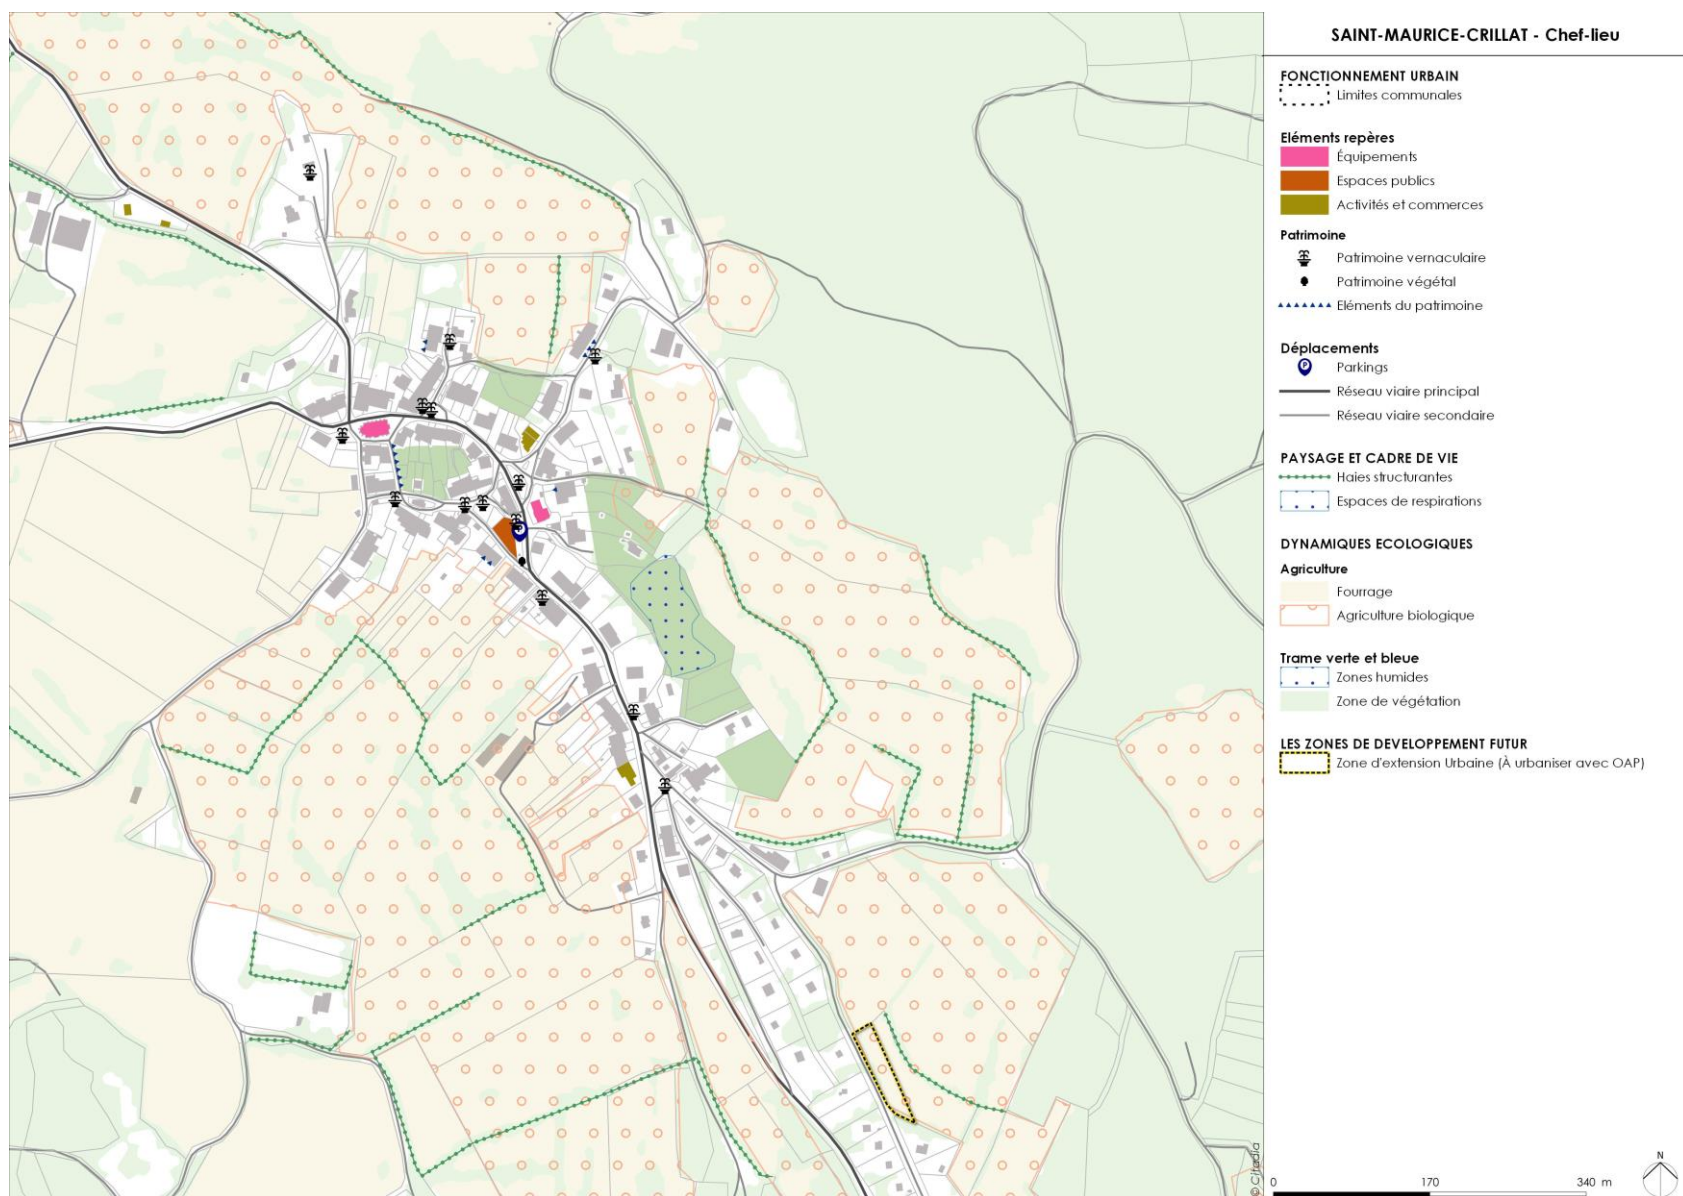 SAINT-MAURICE-CRILLAT - Chef-lieu
FONCTIONNEMENT URBAIN
Limites communales
Eléments repères
Équipements
Espaces publics
Activités et commerces
Patrimoine
Patrimoine vernaculaire
Patrimoine végétal
Eléments du patrimoine
Déplacements
P Parkings
Réseau viaire principal
Réseau viaire secondaire
PAYSAGE ET CADRE DE VIE
Haies structurantes
Espaces de respirations
DYNAMIQUES ECOLOGIQUES
Agriculture
Fourrage
Agriculture biologique
Trame verte et bleue
Zones humides
Zone de végétation
LES ZONES DE DEVELOPPEMENT FUTUR
Zone d'extension Urbaine (À urbaniser avec OAP)
© Citadia
N
0 170 340 m